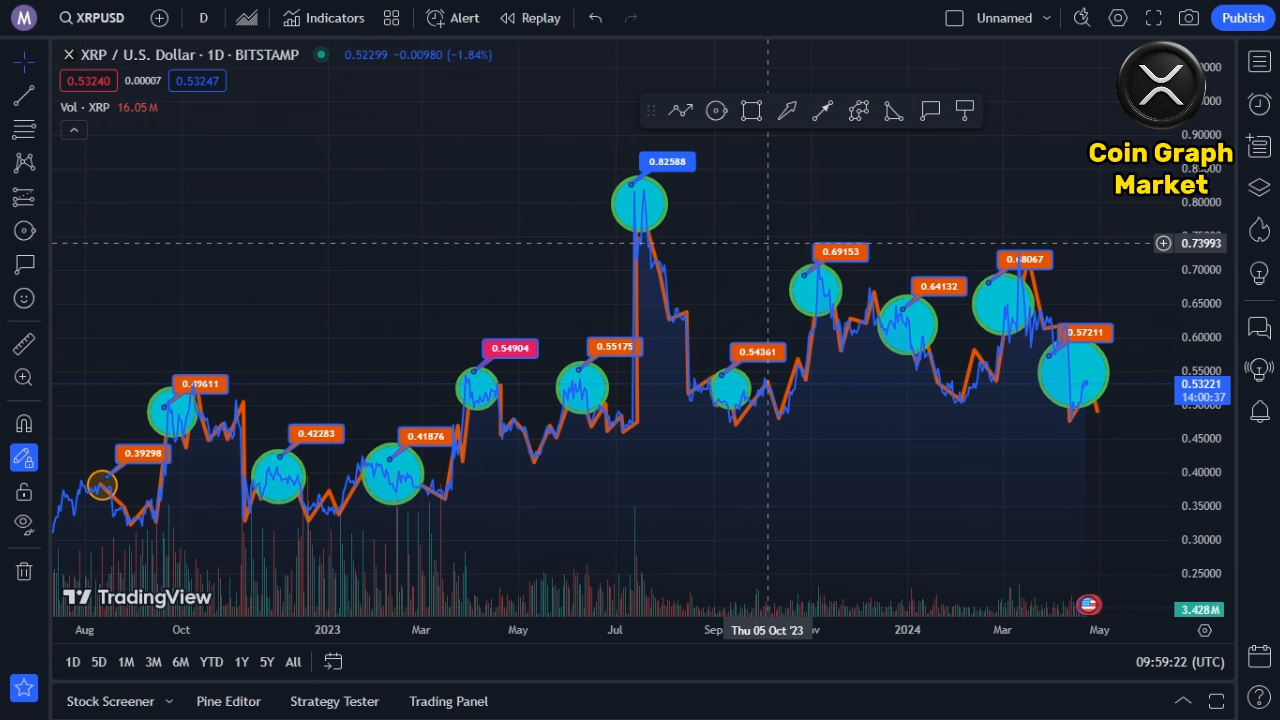 M XRPUSD D Indicators Alert Replay Unnamed Publish
XRP / U.S. Dollar · 1D · BITSTAMP 0.52299 −0.00980 (−1.84%)
0.53240 0.00007 0.53247
Vol · XRP 16.05 M
Coin Graph
Market
0.90000
0.80000
0.73993
0.70000
0.65000
0.60000
0.55000
0.53221
14:00:37
0.45000
0.40000
0.35000
0.30000
0.25000
3.428 M
0.82588
0.69153
0.68067
0.64132
0.57211
0.54904
0.55175
0.54361
0.49611
0.42283
0.41876
0.39298
TradingView
Aug Oct 2023 Mar May Jul Sep Thu 05 Oct '23 2024 Mar May
1D 5D 1M 3M 6M YTD 1Y 5Y All 09:59:22 (UTC)
Stock Screener Pine Editor Strategy Tester Trading Panel